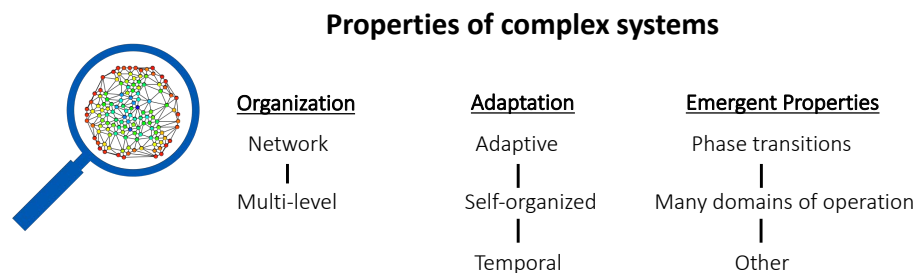 Properties of complex systems
Organization
Network
Multi-level
Adaptation
Adaptive
Self-organized
Temporal
Emergent Properties
Phase transitions
Many domains of operation
Other